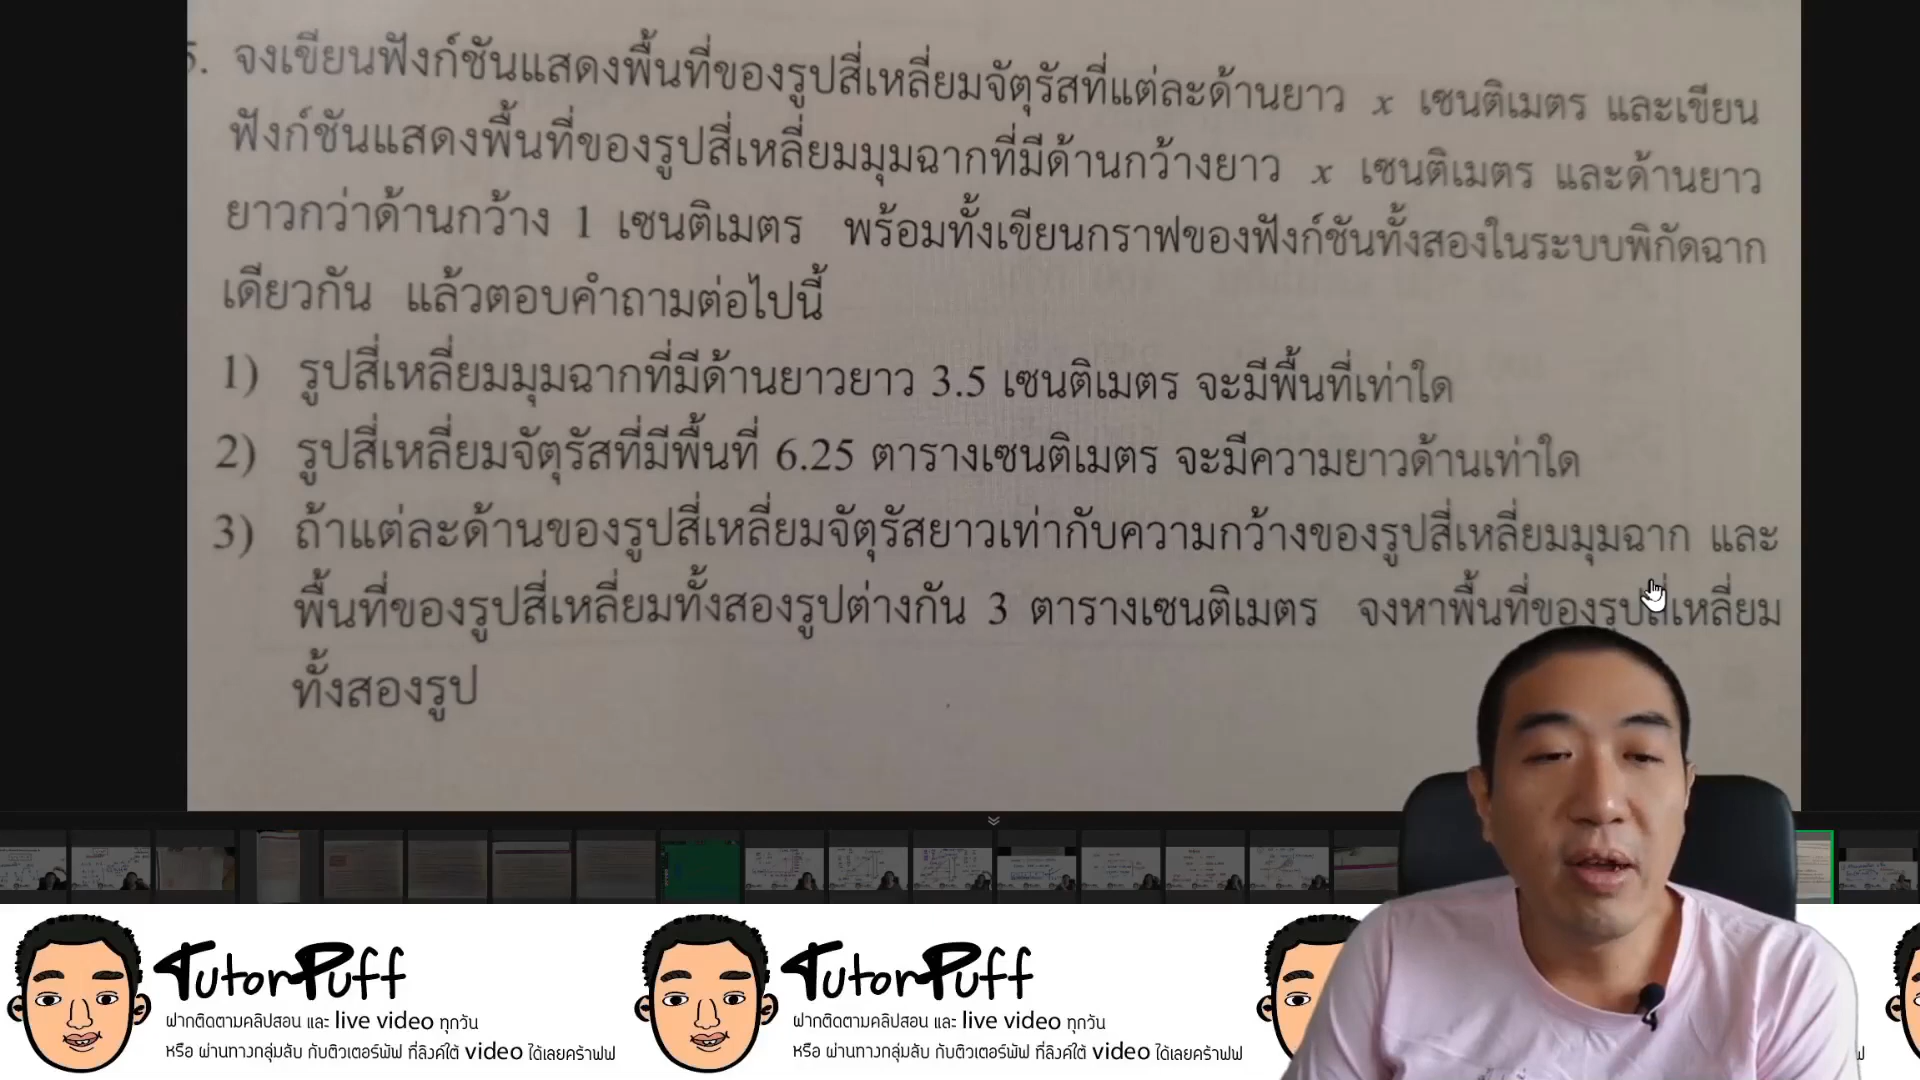 5. จงเขียนฟังก์ชันแสดงพื้นที่ของรูปสี่เหลี่ยมจัตุรัสที่แต่ละด้านยาว x เซนติเมตร และเขียน
ฟังก์ชันแสดงพื้นที่ของรูปสี่เหลี่ยมมุมฉากที่มีด้านกว้างยาว x เซนติเมตร และด้านยาว
ยาวกว่าด้านกว้าง 1 เซนติเมตร พร้อมทั้งเขียนกราฟของฟังก์ชันทั้งสองในระบบพิกัดฉาก
เดียวกัน แล้วตอบคำถามต่อไปนี้
1) รูปสี่เหลี่ยมมุมฉากที่มีด้านยาวยาว 3.5 เซนติเมตร จะมีพื้นที่เท่าใด
2) รูปสี่เหลี่ยมจัตุรัสที่มีพื้นที่ 6.25 ตารางเซนติเมตร จะมีความยาวด้านเท่าใด
3) ถ้าแต่ละด้านของรูปสี่เหลี่ยมจัตุรัสยาวเท่ากับความกว้างของรูปสี่เหลี่ยมมุมฉาก และ
พื้นที่ของรูปสี่เหลี่ยมทั้งสองรูปต่างกัน 3 ตารางเซนติเมตร จงหาพื้นที่ของรูปสี่เหลี่ยม
ทั้งสองรูป
TutorPuff
ฝากติดตามคลิปสอน และ live video ทุกวัน
หรือ ผ่านทางกลุ่มลับ กับติวเตอร์พัฟ ที่ลิงค์ใต้ video ได้เลยคร้าฟฟ
TutorPuff
ฝากติดตามคลิปสอน และ live video ทุกวัน
หรือ ผ่านทางกลุ่มลับ กับติวเตอร์พัฟ ที่ลิงค์ใต้ video ได้เลยคร้าฟฟ